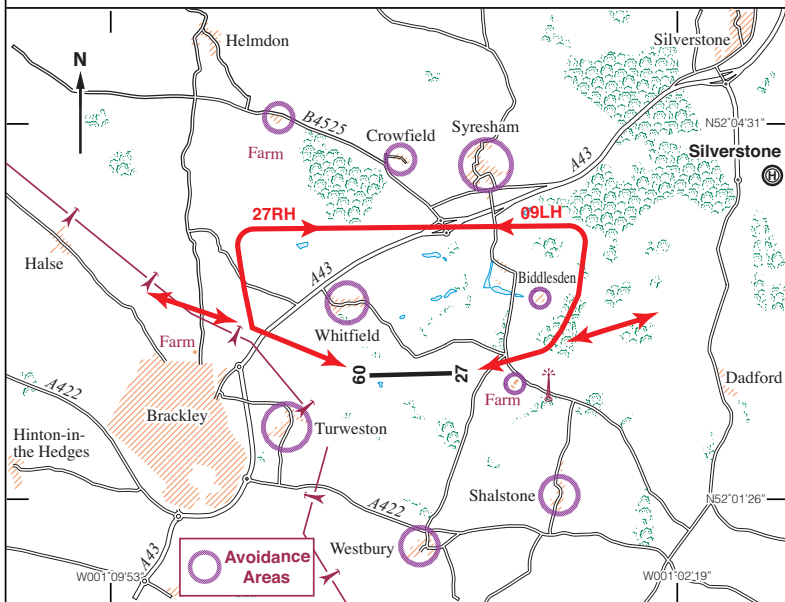 Helmdon
Silverstone
N
B4525
Crowfield
Syresham
A43
N52°04'31"
Farm
Silverstone
H
27RH
09LH
Halse
A43
Biddlesden
Whitfield
Farm
09
27
A422
Brackley
Farm
Dadford
Turweston
Hinton-in-
the Hedges
Shalstone
N52°01'26"
A422
A43
Westbury
Avoidance
Areas
W001°09'53"
W001°02'19"